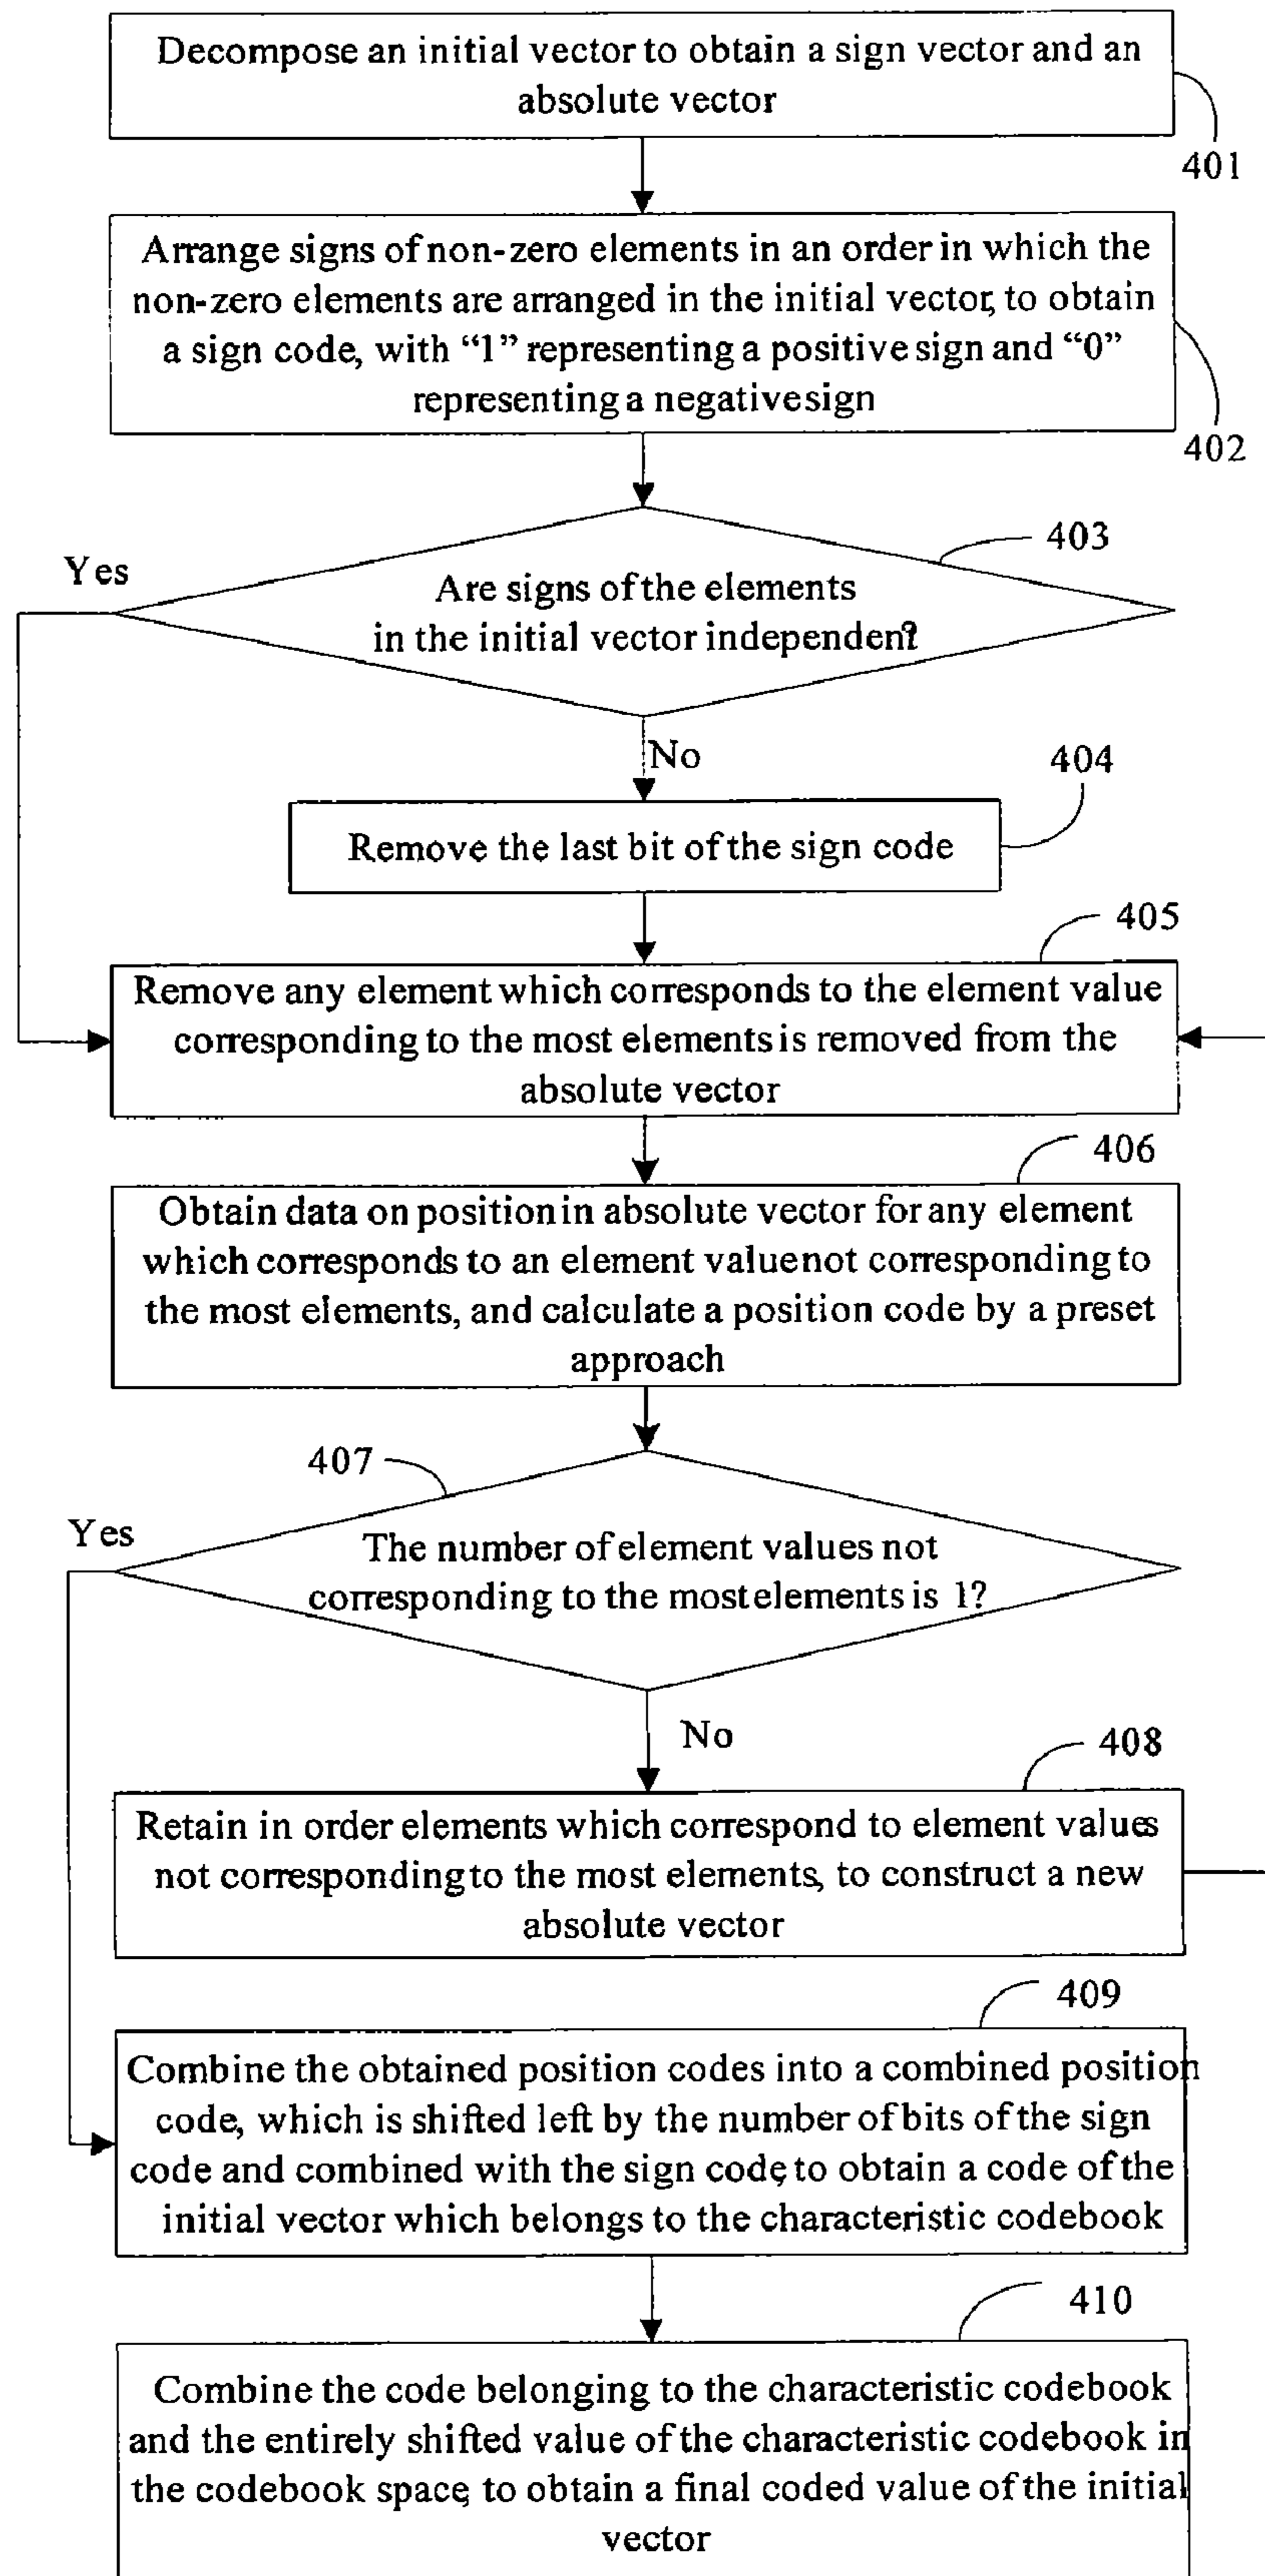 Decompose an initial vector to obtain a sign vector and an
absolute vector
401
Arrange signs of non-zero elements in an order in which the
non-zero elements are arranged in the initial vector, to obtain
a sign code, with “1” representing a positive sign and “0”
representing a negative sign
402
403
Yes
Are signs of the elements
in the initial vector independent?
No
404
Remove the last bit of the sign code
405
Remove any element which corresponds to the element value
corresponding to the most elements is removed from the
absolute vector
406
Obtain data on position in absolute vector for any element
which corresponds to an element value not corresponding to
the most elements, and calculate a position code by a preset
approach
407
Yes
The number of element values not
corresponding to the most elements is 1?
No
408
Retain in order elements which correspond to element values
not corresponding to the most elements, to construct a new
absolute vector
409
Combine the obtained position codes into a combined position
code, which is shifted left by the number of bits of the sign
code and combined with the sign code, to obtain a code of the
initial vector which belongs to the characteristic codebook
410
Combine the code belonging to the characteristic codebook
and the entirely shifted value of the characteristic codebook in
the codebook space, to obtain a final coded value of the initial
vector